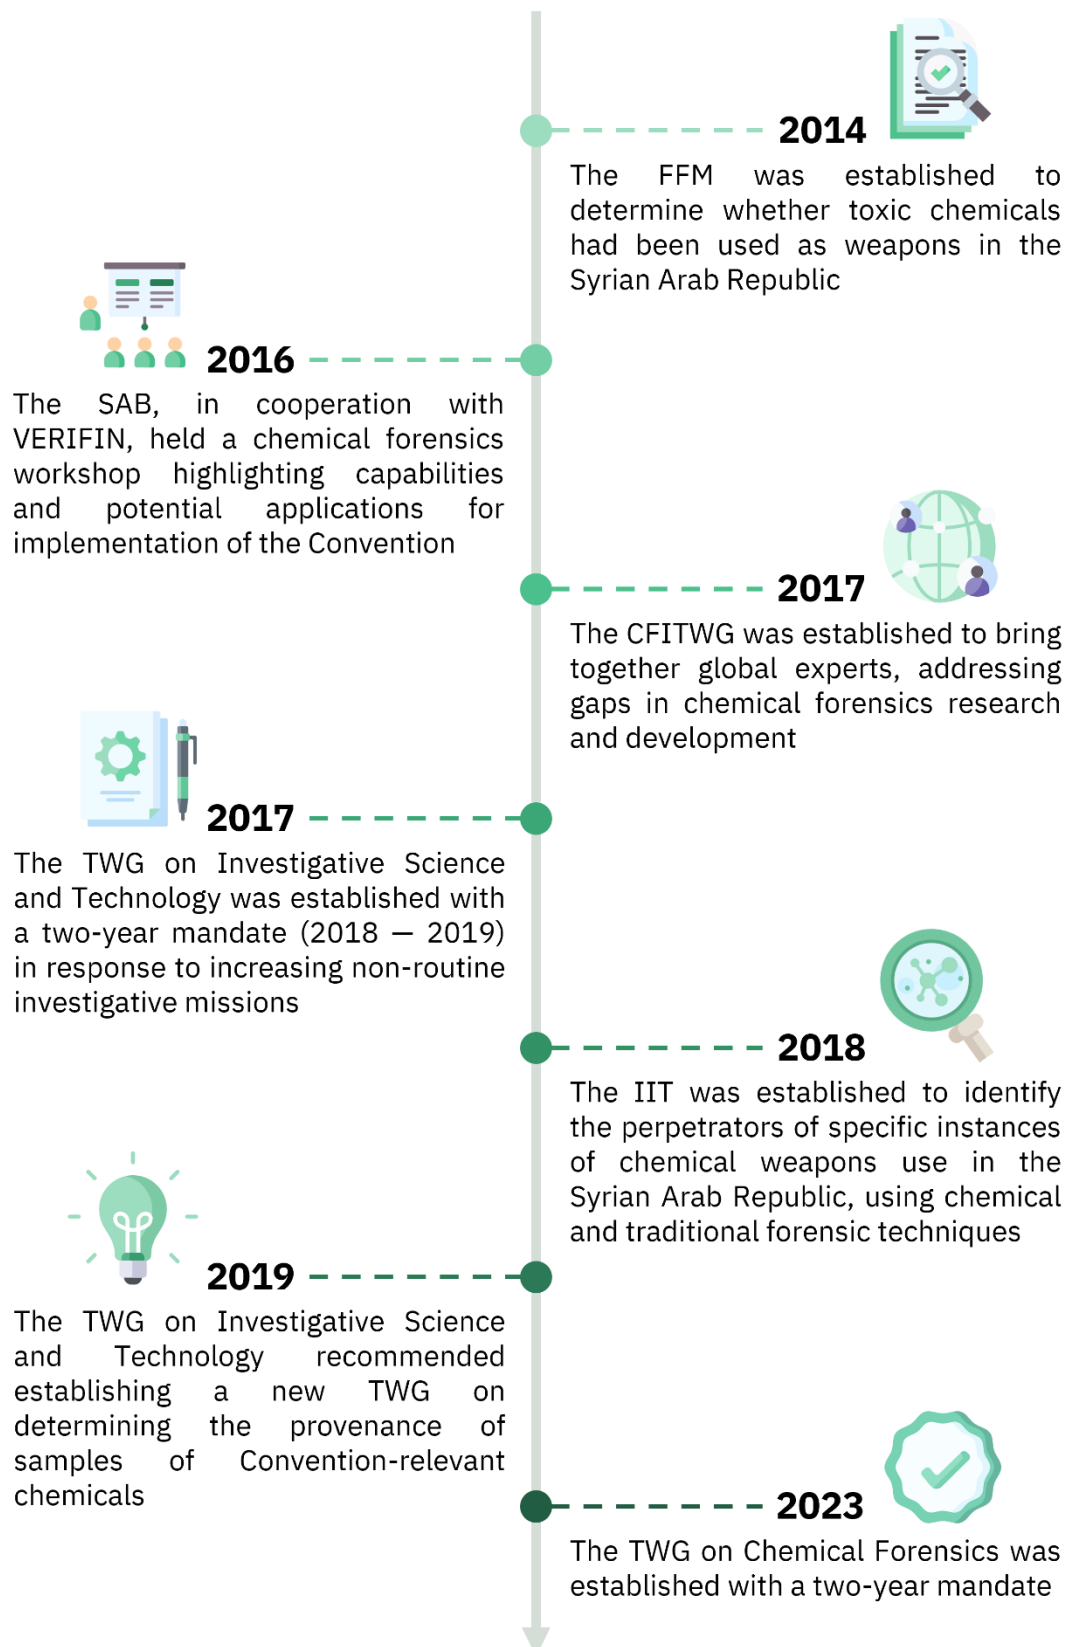 2014
The FFM was established to
determine whether toxic chemicals
had been used as weapons in the
Syrian Arab Republic
2016
The SAB, in cooperation with
VERIFIN, held a chemical forensics
workshop highlighting capabilities
and potential applications for
implementation of the Convention
2017
The CFITWG was established to bring
together global experts, addressing
gaps in chemical forensics research
and development
2017
The TWG on Investigative Science
and Technology was established with
a two-year mandate (2018 — 2019)
in response to increasing non-routine
investigative missions
2018
The IIT was established to identify
the perpetrators of specific instances
of chemical weapons use in the
Syrian Arab Republic, using chemical
and traditional forensic techniques
2019
The TWG on Investigative Science
and Technology recommended
establishing a new TWG on
determining the provenance of
samples of Convention-relevant
chemicals
2023
The TWG on Chemical Forensics was
established with a two-year mandate